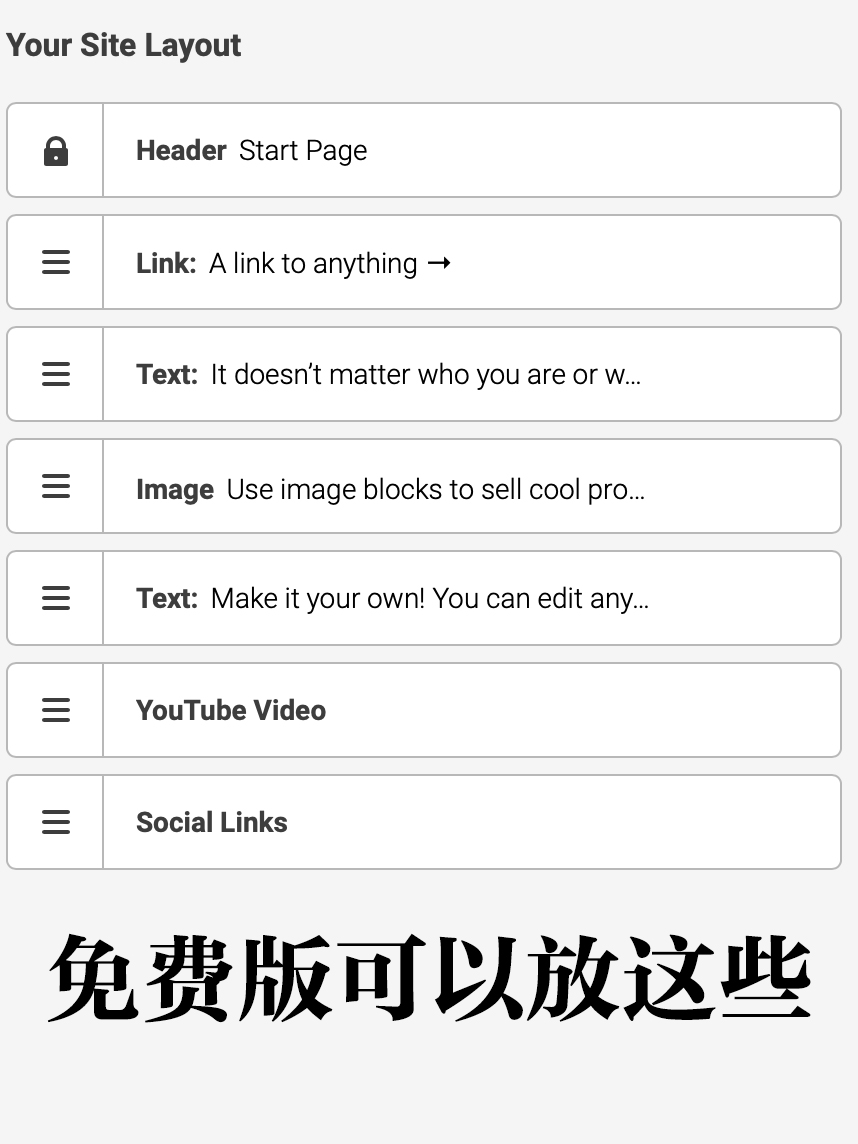 Your Site Layout
Header Start Page
Link: A link to anything →
Text: It doesn’t matter who you are or w...
Image Use image blocks to sell cool pro...
Text: Make it your own! You can edit any...
YouTube Video
Social Links
免费版可以放这些